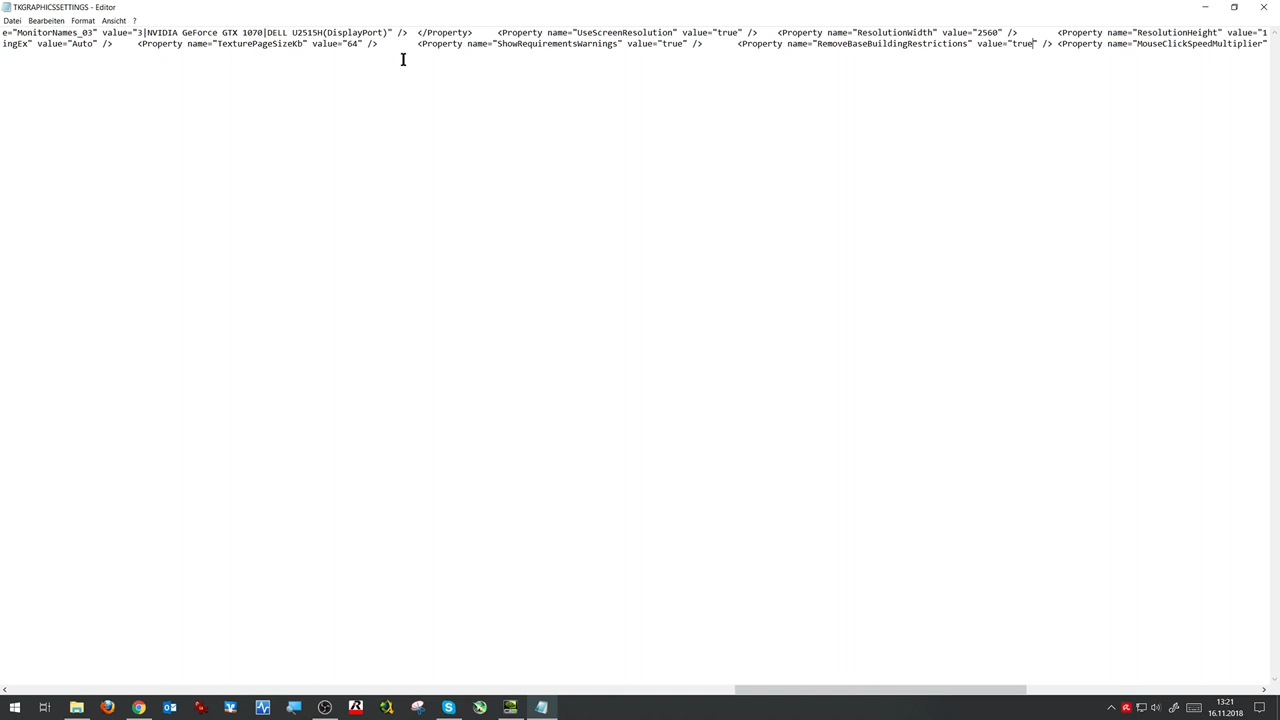 TKGRAPHICSSETTINGS - Editor
Datei Bearbeiten Format Ansicht ?
e="MonitorNames_03" value="3|NVIDIA GeForce GTX 1070|DELL U2515H(DisplayPort)" /> </Property> <Property name="UseScreenResolution" value="true" /> <Property name="ResolutionWidth" value="2560" /> <Property name="ResolutionHeight" value="1
ingEx" value="Auto" /> <Property name="TexturePageSizeKb" value="64" /> <Property name="ShowRequirementsWarnings" value="true" /> <Property name="RemoveBaseBuildingRestrictions" value="true" /> <Property name="MouseClickSpeedMultiplier"
13:21
16.11.2018